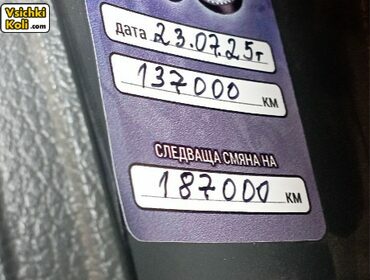 Vsichki
Koli.com
дата 23.07.25г
137000 КМ
СЛЕДВАЩА СМЯНА НА
187000 КМ